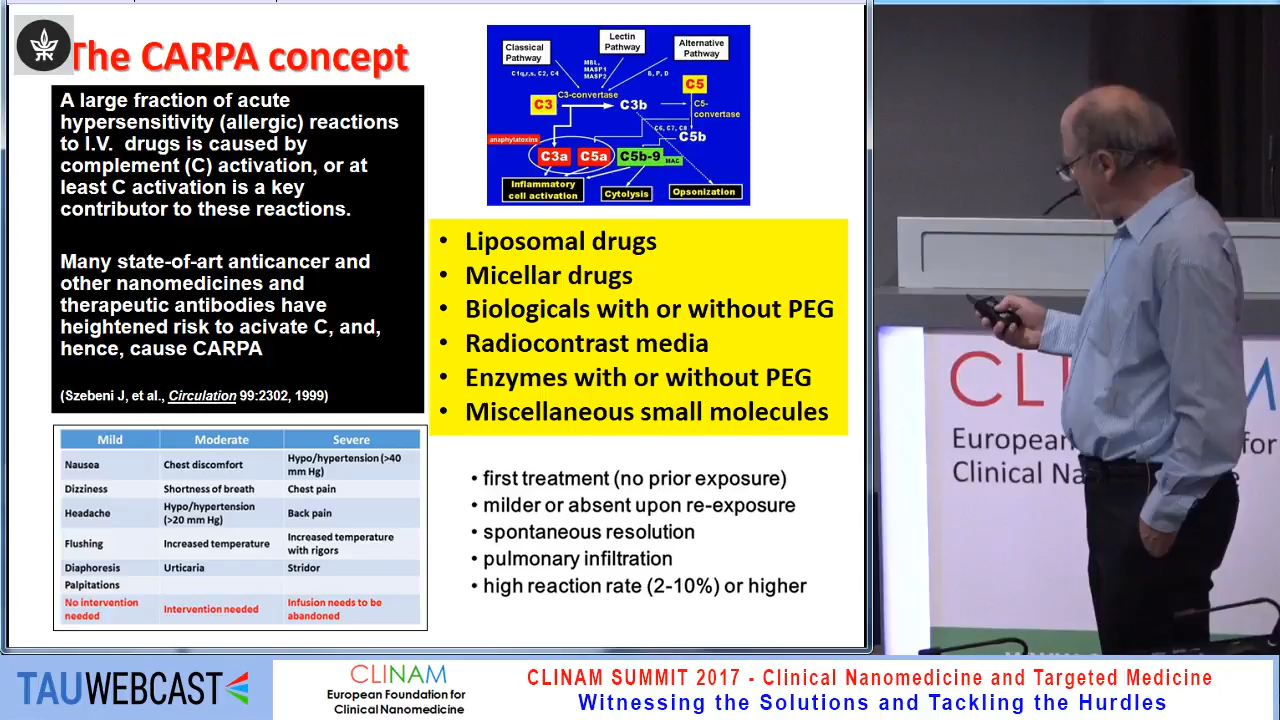 The CARPA concept
A large fraction of acute
hypersensitivity (allergic) reactions
to I.V. drugs is caused by
complement (C) activation, or at
least C activation is a key
contributor to these reactions.
Many state-of-art anticancer and
other nanomedicines and
therapeutic antibodies have
heightened risk to acivate C, and,
hence, cause CARPA
(Szebeni J, et al., Circulation 99:2302, 1999)
Mild Moderate Severe
Nausea Chest discomfort Hypo/hypertension (>40
mm Hg)
Dizziness Shortness of breath Chest pain
Headache Hypo/hypertension
(>20 mm Hg) Back pain
Flushing Increased temperature Increased temperature
with rigors
Diaphoresis Urticaria Stridor
Palpitations
No intervention
needed Intervention needed Infusion needs to be
abandoned
Classical
Pathway
Lectin
Pathway
Alternative
Pathway
C1q,r,s, C2, C4
MBL,
MASP1
MASP2
B, P, D
C5
C3-convertase
C3
C3b
C5-
convertase
C6, C7, C8
C5b
anaphylatoxins
C3a C5a C5b-9 MAC
Inflammatory
cell activation
Cytolysis
Opsonization
• Liposomal drugs
• Micellar drugs
• Biologicals with or without PEG
• Radiocontrast media
• Enzymes with or without PEG
• Miscellaneous small molecules
• first treatment (no prior exposure)
• milder or absent upon re-exposure
• spontaneous resolution
• pulmonary infiltration
• high reaction rate (2-10%) or higher
European
Clinical Na
for
TAUWEBCAST
CLINAM
European Foundation for
Clinical Nanomedicine
CLINAM SUMMIT 2017 - Clinical Nanomedicine and Targeted Medicine
Witnessing the Solutions and Tackling the Hurdles